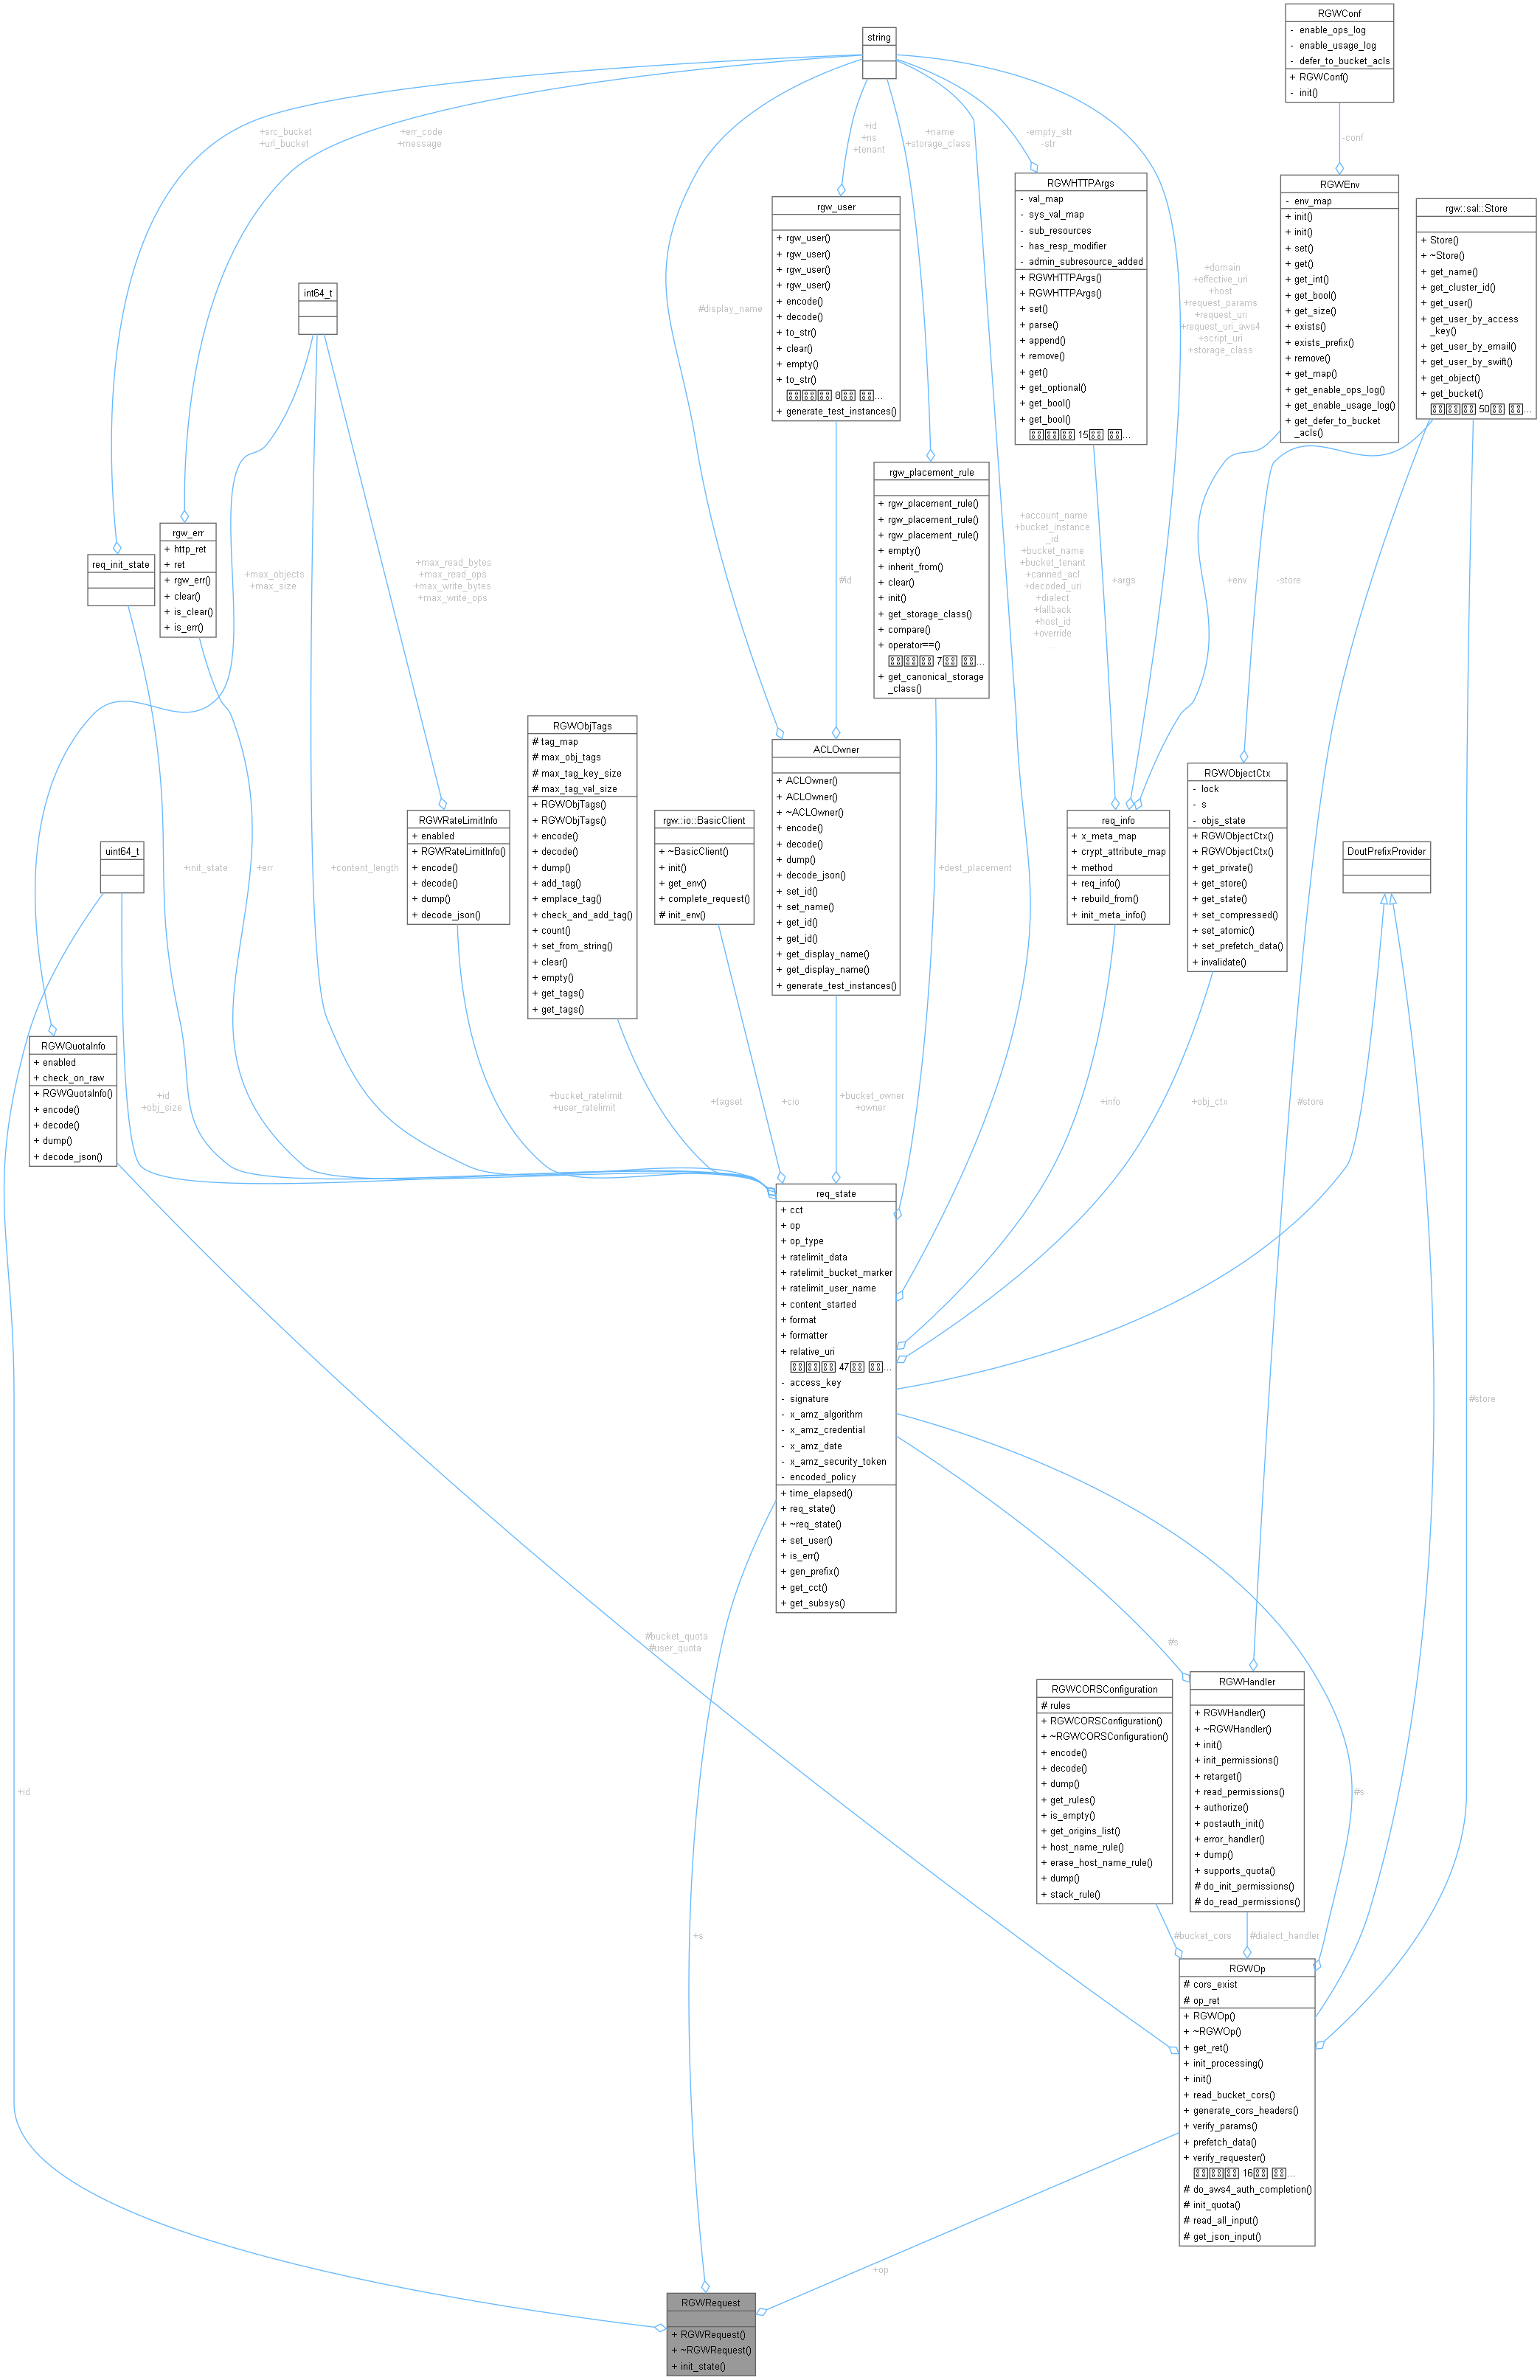 RGWConf
- enable_ops_log
- enable_usage_log
- defer_to_bucket_acls
+ RGWConf()
- init()
string
+src_bucket
+url_bucket
+err_code
+message
+id
+ns
+tenant
+name
+storage_class
-empty_str
-str
-conf
RGWHTTPArgs
- val_map
- sys_val_map
- sub_resources
- has_resp_modifier
- admin_subresource_added
+ RGWHTTPArgs()
+ RGWHTTPArgs()
+ set()
+ parse()
+ append()
+ remove()
+ get()
+ get_optional()
+ get_bool()
+ get_bool()
15
...
RGWEnv
- env_map
+ init()
+ init()
+ set()
+ get()
+ get_int()
+ get_bool()
+ get_size()
+ exists()
+ exists_prefix()
+ remove()
+ get_map()
+ get_enable_ops_log()
+ get_enable_usage_log()
+ get_defer_to_bucket
_acls()
rgw::sal::Store
+ Store()
+ ~Store()
+ get_name()
+ get_cluster_id()
+ get_user()
+ get_user_by_access
_key()
+ get_user_by_email()
+ get_user_by_swift()
+ get_object()
+ get_bucket()
50
...
rgw_user
+ rgw_user()
+ rgw_user()
+ rgw_user()
+ rgw_user()
+ encode()
+ decode()
+ to_str()
+ clear()
+ empty()
+ to_str()
8
...
+ generate_test_instances()
+domain
+effective_uri
+host
+request_params
+request_uri
+request_uri_aws4
+script_uri
+storage_class
int64_t
#display_name
rgw_placement_rule
+ rgw_placement_rule()
+ rgw_placement_rule()
+ rgw_placement_rule()
+ empty()
+ inherit_from()
+ clear()
+ init()
+ get_storage_class()
+ compare()
+ operator==()
7
...
+ get_canonical_storage
_class()
req_init_state
rgw_err
+ http_ret
+ ret
+ rgw_err()
+ clear()
+ is_clear()
+ is_err()
+max_objects
+max_size
+max_read_bytes
+max_read_ops
+max_write_bytes
+max_write_ops
#id
+account_name
+bucket_instance
_id
+bucket_name
+bucket_tenant
+canned_acl
+decoded_uri
+dialect
+fallback
+host_id
+override
...
+args
+env
-store
RGWObjTags
# tag_map
# max_obj_tags
# max_tag_key_size
# max_tag_val_size
+ RGWObjTags()
+ RGWObjTags()
+ encode()
+ decode()
+ dump()
+ add_tag()
+ emplace_tag()
+ check_and_add_tag()
+ count()
+ set_from_string()
+ clear()
+ empty()
+ get_tags()
+ get_tags()
ACLOwner
+ ACLOwner()
+ ACLOwner()
+ ~ACLOwner()
+ encode()
+ decode()
+ dump()
+ decode_json()
+ set_id()
+ set_name()
+ get_id()
+ get_id()
+ get_display_name()
+ get_display_name()
+ generate_test_instances()
RGWObjectCtx
- lock
- s
- objs_state
+ RGWObjectCtx()
+ RGWObjectCtx()
+ get_private()
+ get_store()
+ get_state()
+ set_compressed()
+ set_atomic()
+ set_prefetch_data()
+ invalidate()
RGWRateLimitInfo
+ enabled
+ RGWRateLimitInfo()
+ encode()
+ decode()
+ dump()
+ decode_json()
rgw::io::BasicClient
+ ~BasicClient()
+ init()
+ get_env()
+ complete_request()
# init_env()
req_info
+ x_meta_map
+ crypt_attribute_map
+ method
+ req_info()
+ rebuild_from()
+ init_meta_info()
uint64_t
DoutPrefixProvider
+init_state
+err
+content_length
+dest_placement
RGWQuotaInfo
+ enabled
+ check_on_raw
+ RGWQuotaInfo()
+ encode()
+ decode()
+ dump()
+ decode_json()
+id
+obj_size
+bucket_ratelimit
+user_ratelimit
+tagset
+cio
+bucket_owner
+owner
+info
+obj_ctx
#store
req_state
+ cct
+ op
+ op_type
+ ratelimit_data
+ ratelimit_bucket_marker
+ ratelimit_user_name
+ content_started
+ format
+ formatter
+ relative_uri
47
...
- access_key
- signature
- x_amz_algorithm
- x_amz_credential
- x_amz_date
- x_amz_security_token
- encoded_policy
+ time_elapsed()
+ req_state()
+ ~req_state()
+ set_user()
+ is_err()
+ gen_prefix()
+ get_cct()
+ get_subsys()
#store
#bucket_quota
#user_quota
#s
RGWCORSConfiguration
# rules
+ RGWCORSConfiguration()
+ ~RGWCORSConfiguration()
+ encode()
+ decode()
+ dump()
+ get_rules()
+ is_empty()
+ get_origins_list()
+ host_name_rule()
+ erase_host_name_rule()
+ dump()
+ stack_rule()
RGWHandler
+ RGWHandler()
+ ~RGWHandler()
+ init()
+ init_permissions()
+ retarget()
+ read_permissions()
+ authorize()
+ postauth_init()
+ error_handler()
+ dump()
+ supports_quota()
# do_init_permissions()
# do_read_permissions()
+id
#s
+s
#bucket_cors
#dialect_handler
RGWOp
# cors_exist
# op_ret
+ RGWOp()
+ ~RGWOp()
+ get_ret()
+ init_processing()
+ init()
+ read_bucket_cors()
+ generate_cors_headers()
+ verify_params()
+ prefetch_data()
+ verify_requester()
16
...
# do_aws4_auth_completion()
# init_quota()
# read_all_input()
# get_json_input()
+op
RGWRequest
+ RGWRequest()
+ ~RGWRequest()
+ init_state()